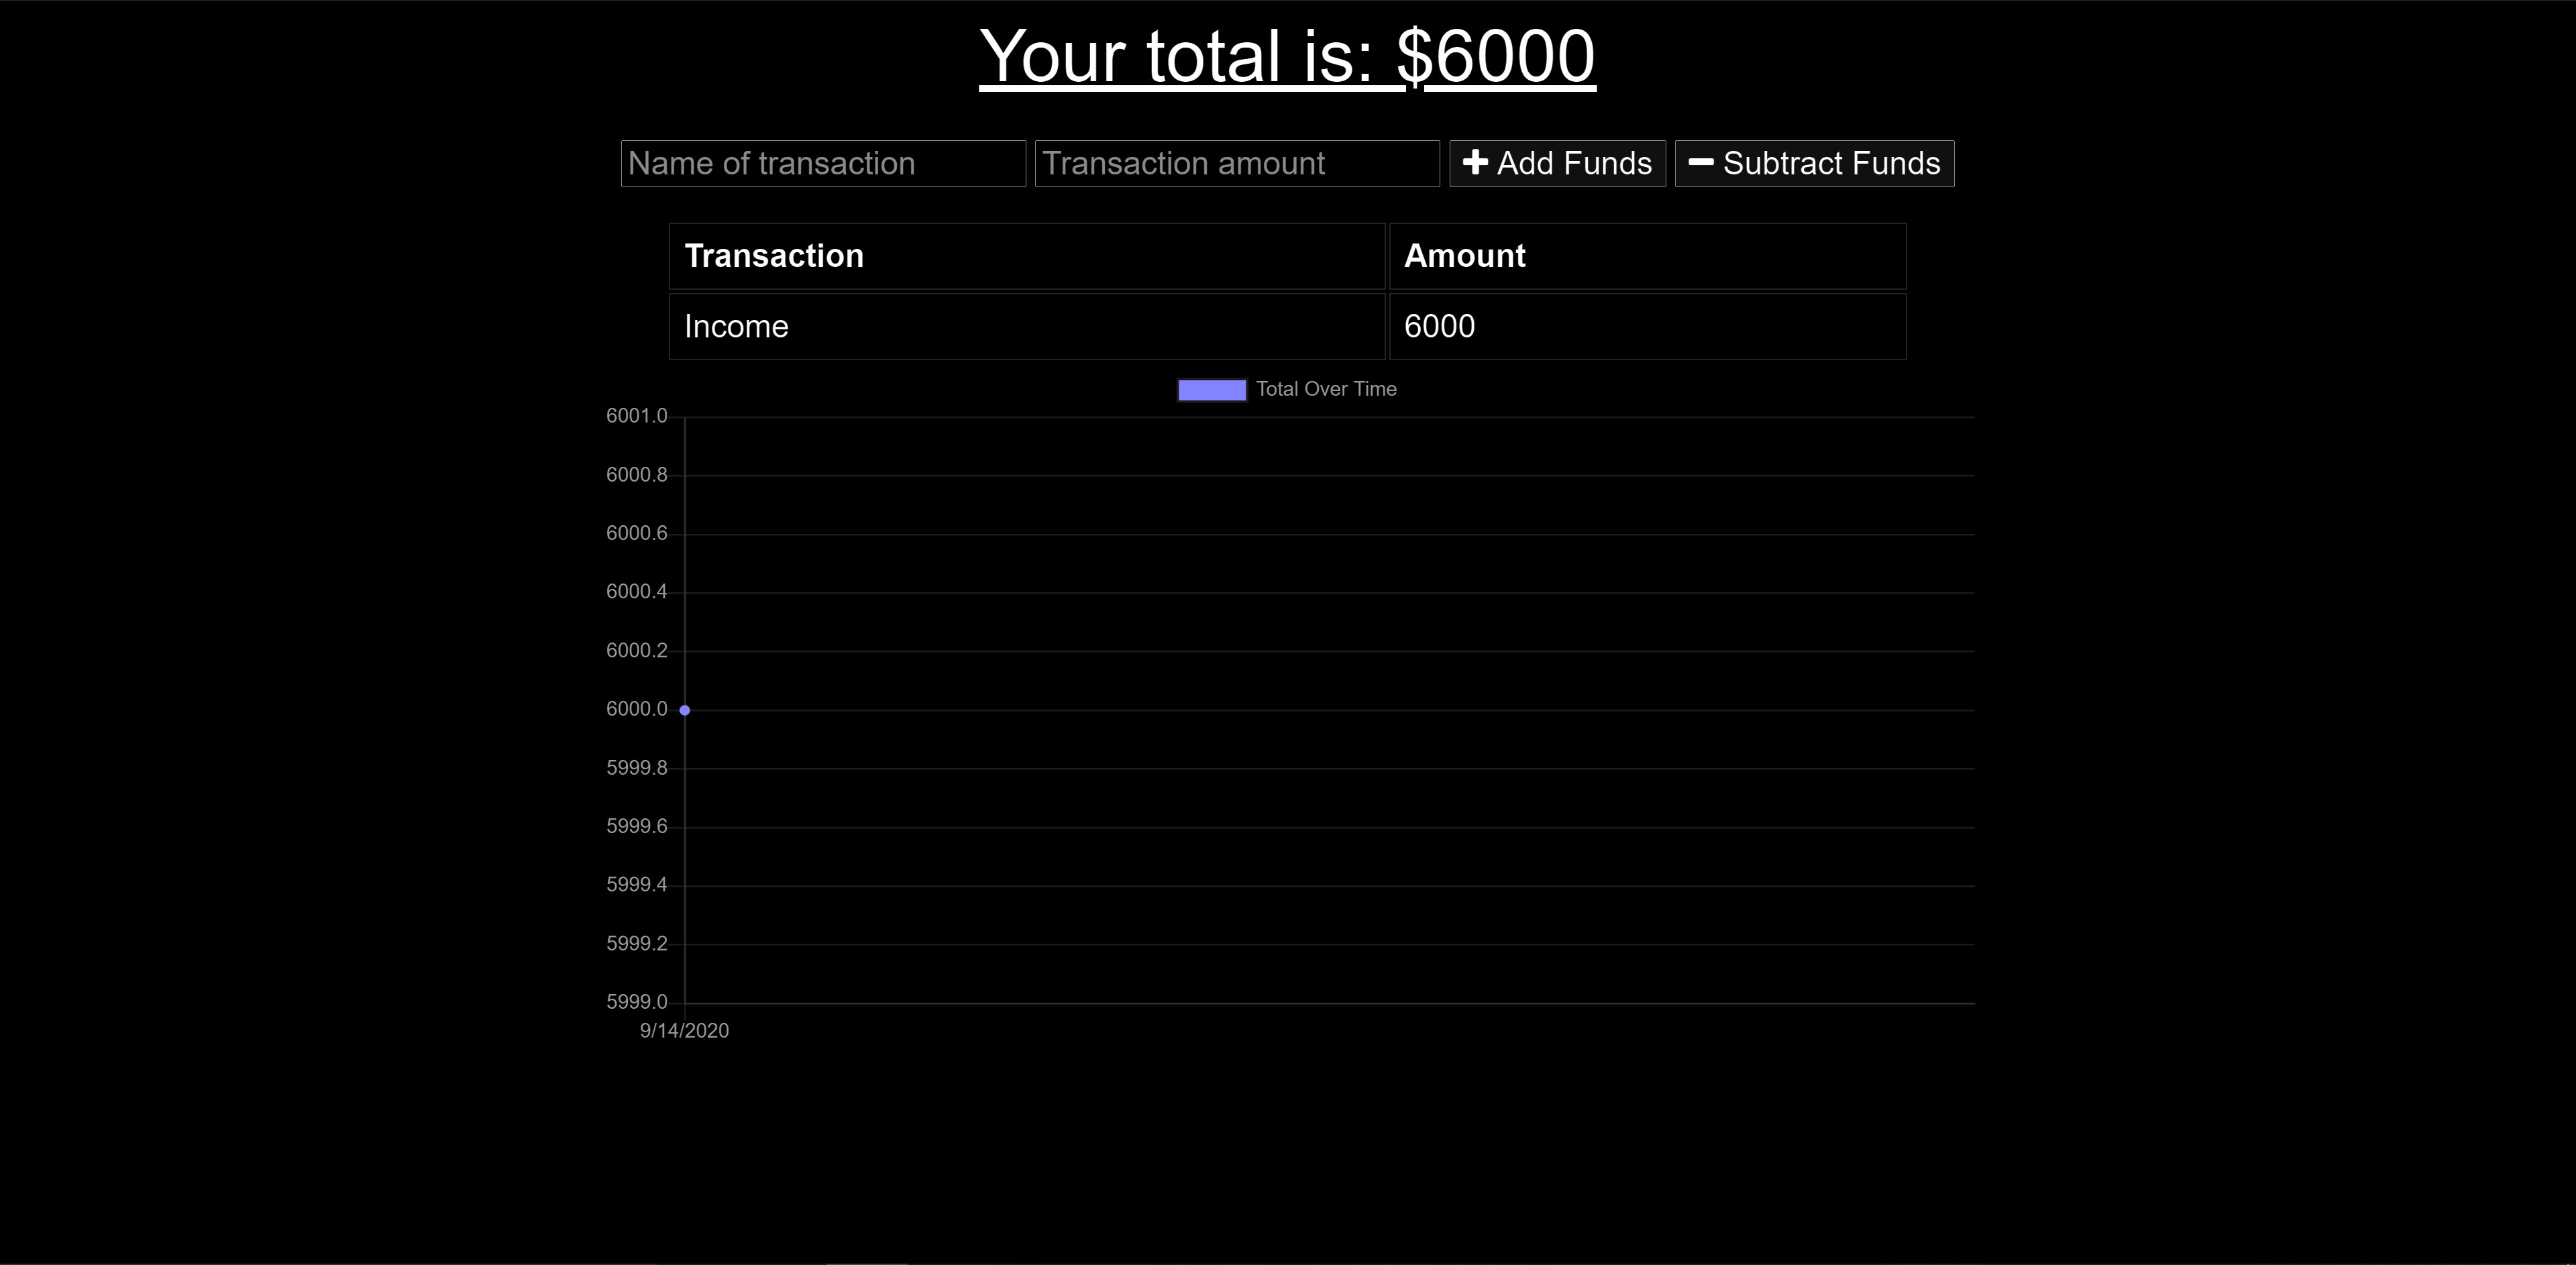 Your total is: $6000
Name of transaction Transaction amount Add Funds Subtract Funds
Transaction Amount
Income 6000
Total Over Time
6001.0
6000.8
6000.6
6000.4
6000.2
6000.0
5999.8
5999.6
5999.4
5999.2
5999.0
9/14/2020